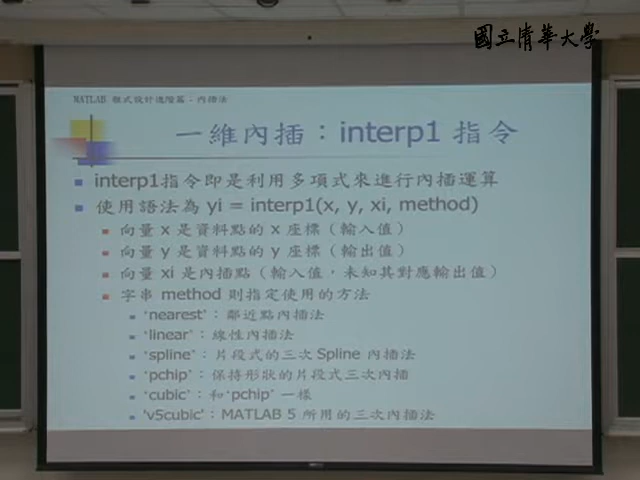 國立清華大學
MATLAB 程式設計進階篇：內插法
一維內插：interp1 指令
interp1指令即是利用多項式來進行內插運算
使用語法為 yi = interp1(x, y, xi, method)
向量 x 是資料點的 x 座標（輸入值）
向量 y 是資料點的 y 座標（輸出值）
向量 xi 是內插點（輸入值，未知其對應輸出值）
字串 method 則指定使用的方法
‘nearest’：鄰近點內插法
‘linear’：線性內插法
‘spline’：片段式的三次 Spline 內插法
‘pchip’：保持形狀的片段式三次內插
‘cubic’：和‘pchip’ 一樣
‘v5cubic’：MATLAB 5 所用的三次內插法